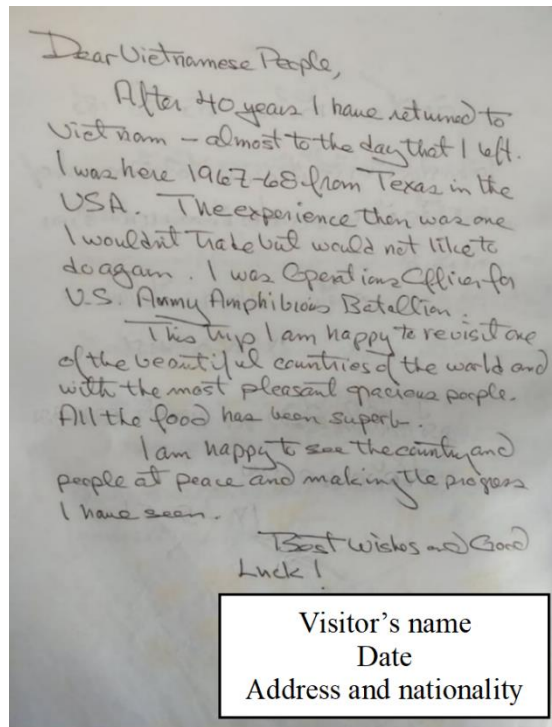 Dear Vietnamese People,
After 40 years I have returned to
Vietnam – almost to the day that I left.
I was here 1967-68 from Texas in the
USA. The experience then was one
I wouldn't trade but would not like to
do again. I was Operations Officer for
U.S. Army Amphibious Batallion.
This trip I am happy to revisit one
of the beautiful countries of the world and
with the most pleasant gracious people.
All the food has been superb.
I am happy to see the country and
people at peace and making the progress
I have seen.
Best Wishes and Good
Luck!
Visitor's name
Date
Address and nationality